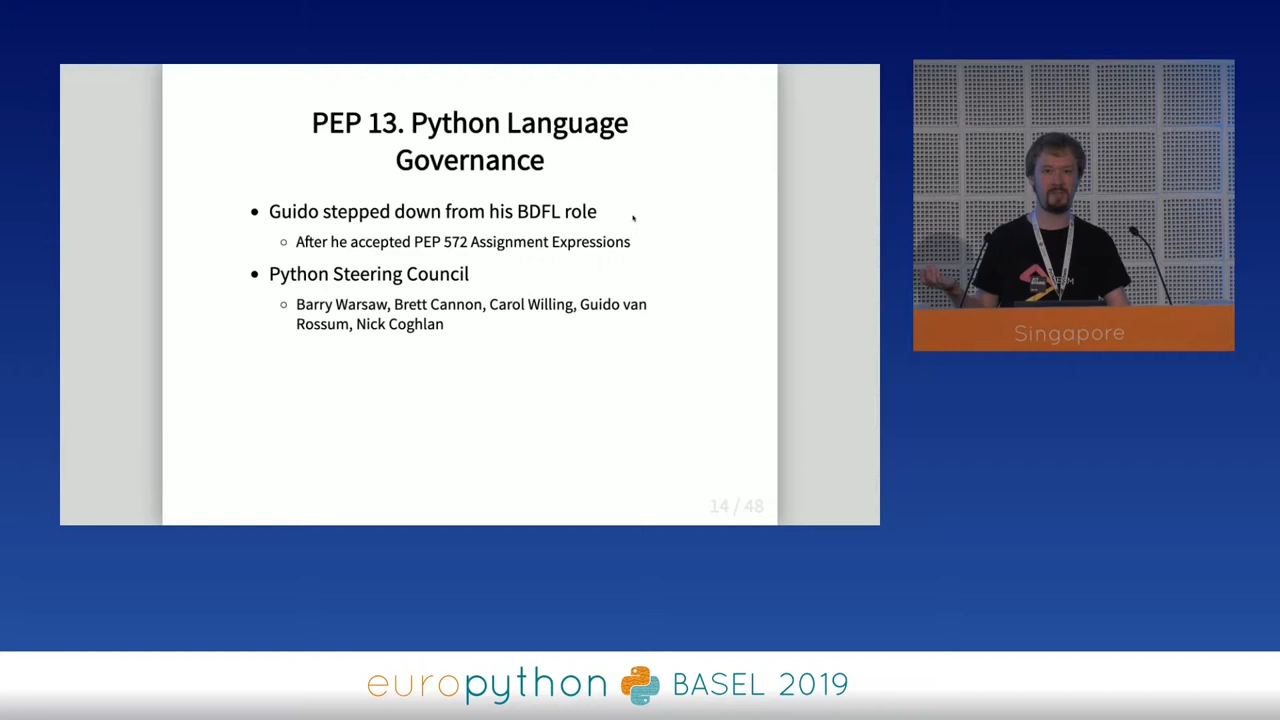 PEP 13. Python Language
Governance
• Guido stepped down from his BDFL role
○ After he accepted PEP 572 Assignment Expressions
• Python Steering Council
○ Barry Warsaw, Brett Cannon, Carol Willing, Guido van
Rossum, Nick Coghlan
14 / 48
Singapore
europython BASEL 2019